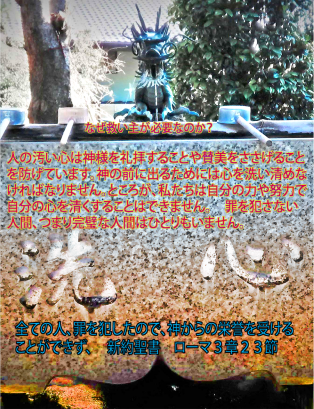 なぜ救い主が必要なのか？
人の汚い心は神様を礼拝することや賛美をささげること
を防げています。神の前に出るためには心を洗い清めな
ければなりません。ところが、私たちは自分の力や努力で
自分の心を清くすることはできません。　罪を犯さない
人間、つまり完璧な人間はひとりもいません。
洗心
全ての人、罪を犯したので、神からの栄誉を受ける
ことができず、　新約聖書　ローマ３章２３節